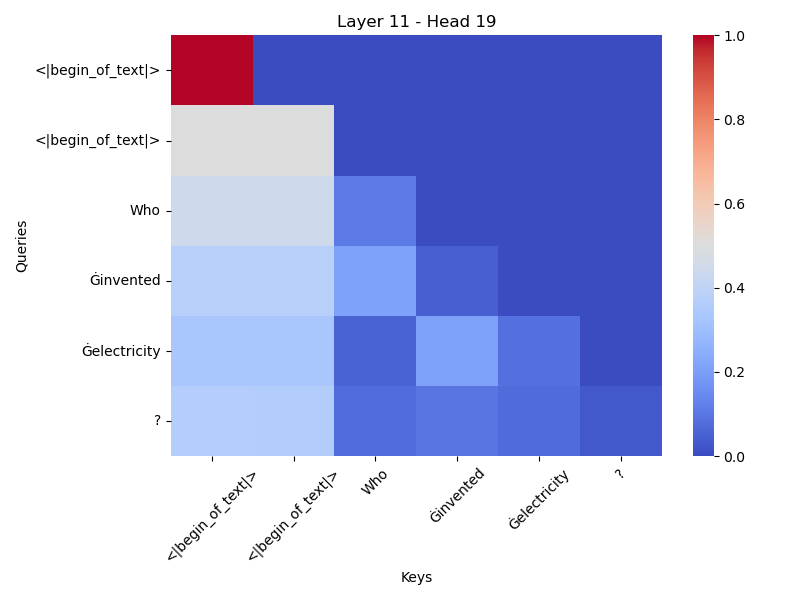 Layer 11 - Head 19
<|begin_of_text|>
<|begin_of_text|>
Who
Ġinvented
Ġelectricity
?
Queries
<|begin_of_text|>
<|begin_of_text|>
Who
Ġinvented
Ġelectricity
?
Keys
1.0
0.8
0.6
0.4
0.2
0.0